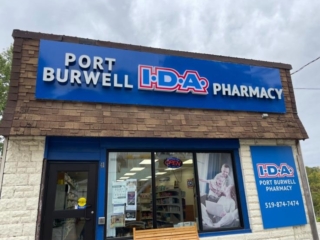 PORT BURWELL I·D·A· PHARMACY
OPEN
I·D·A·
PORT BURWELL
PHARMACY
519-874-7474